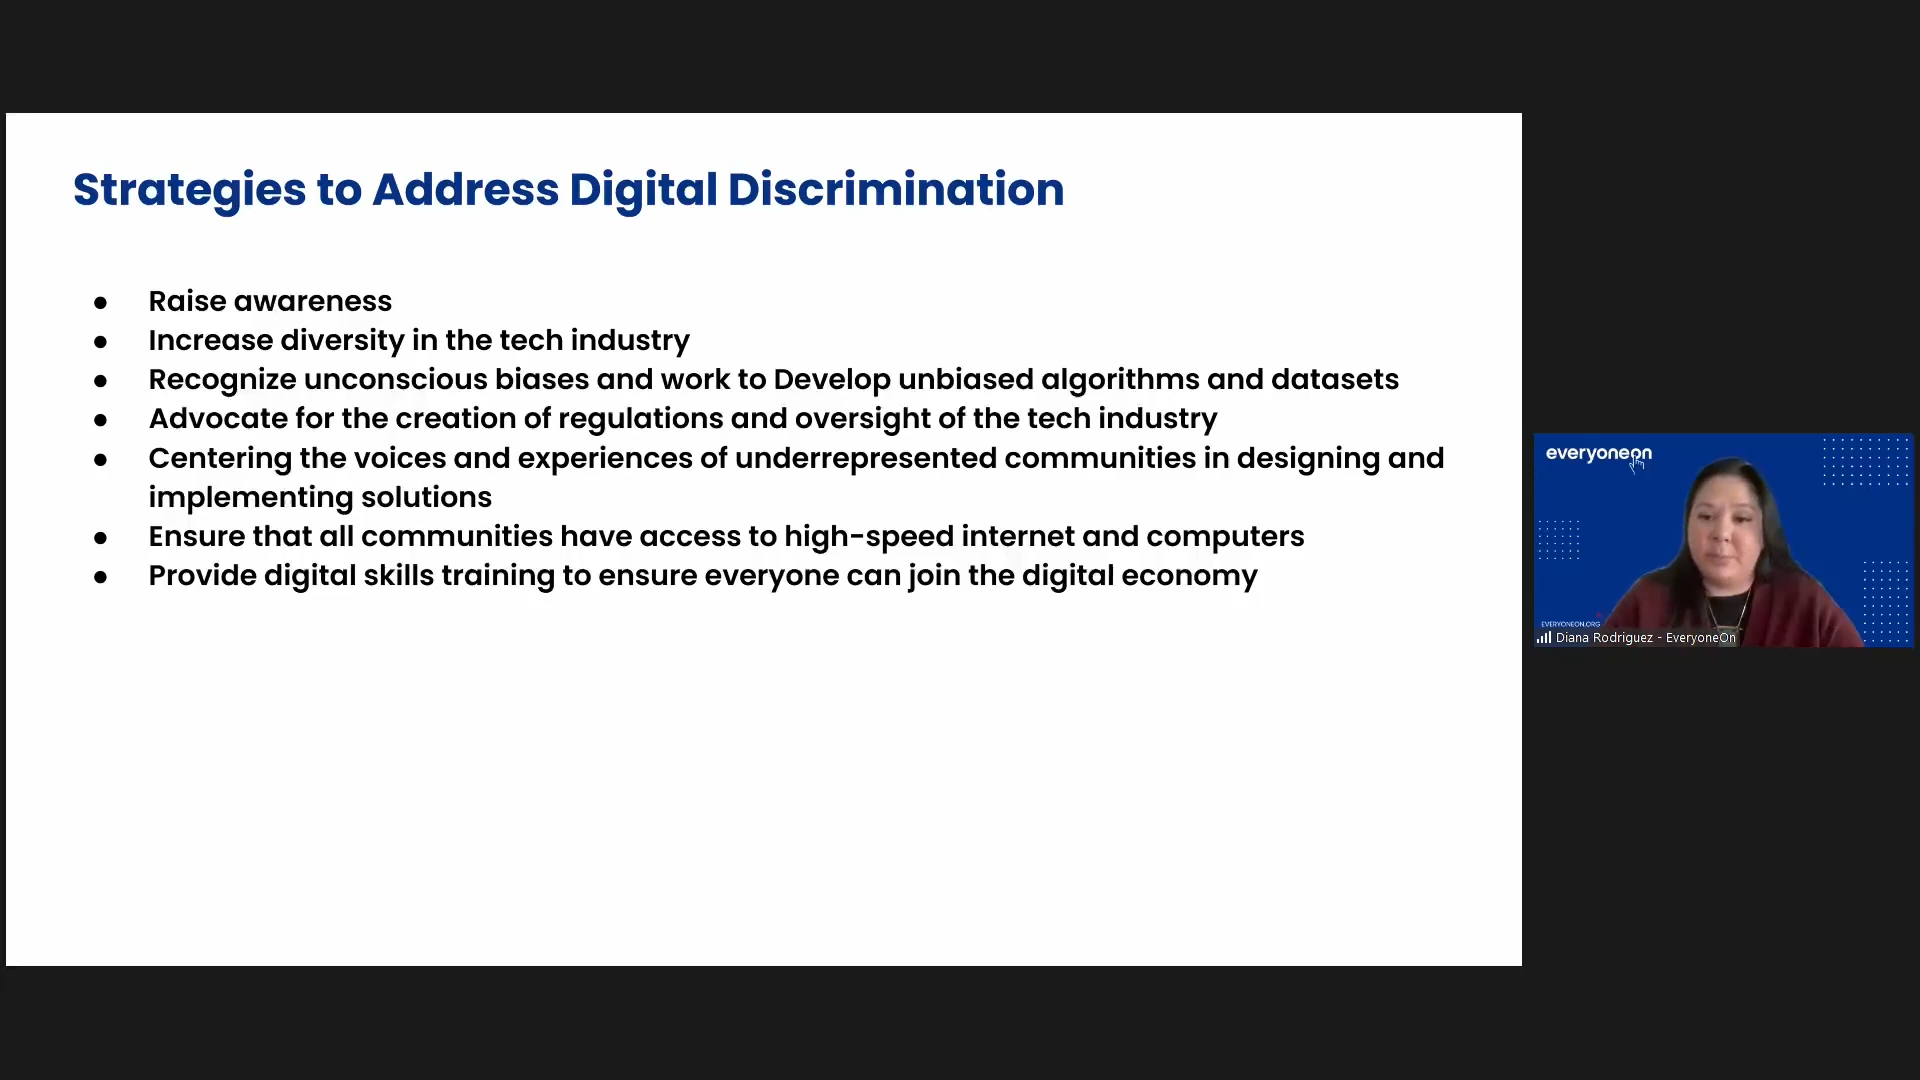 Strategies to Address Digital Discrimination
● Raise awareness
● Increase diversity in the tech industry
● Recognize unconscious biases and work to Develop unbiased algorithms and datasets
● Advocate for the creation of regulations and oversight of the tech industry
● Centering the voices and experiences of underrepresented communities in designing and
implementing solutions
● Ensure that all communities have access to high-speed internet and computers
● Provide digital skills training to ensure everyone can join the digital economy
everyoneon
EVERYONEON.ORG
Diana Rodriguez - EveryoneOn